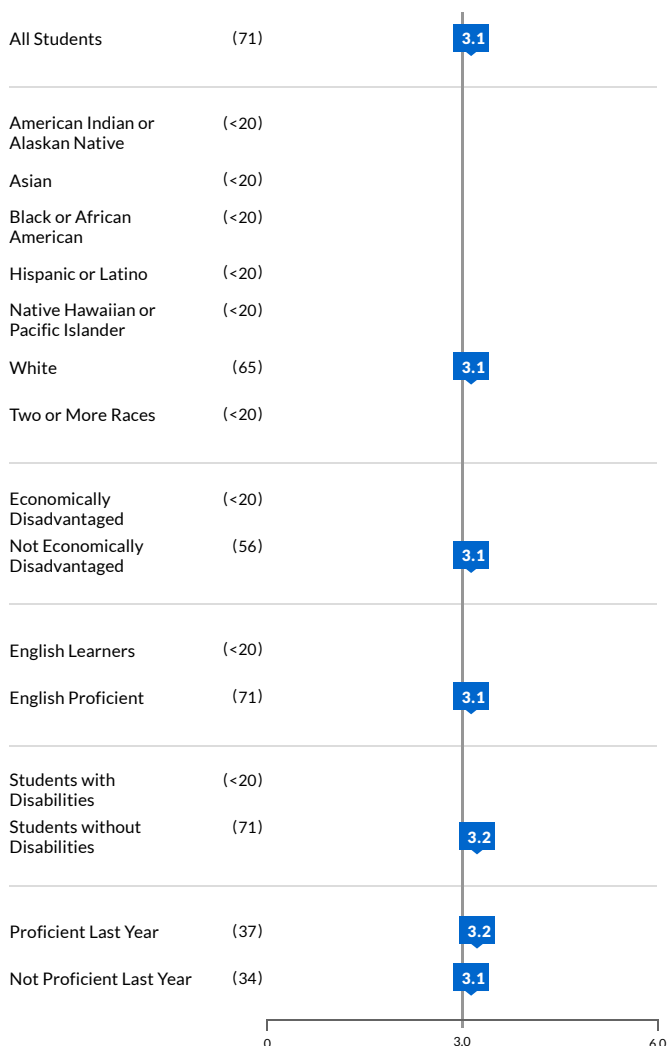 All Students (71) 3.1
American Indian or (<20)
Alaskan Native
Asian (<20)
Black or African (<20)
American
Hispanic or Latino (<20)
Native Hawaiian or (<20)
Pacific Islander
White (65) 3.1
Two or More Races (<20)
Economically (<20)
Disadvantaged
Not Economically (56) 3.1
Disadvantaged
English Learners (<20)
English Proficient (71) 3.1
Students with (<20)
Disabilities
Students without (71) 3.2
Disabilities
Proficient Last Year (37) 3.2
Not Proficient Last Year (34) 3.1
0 3.0 6.0